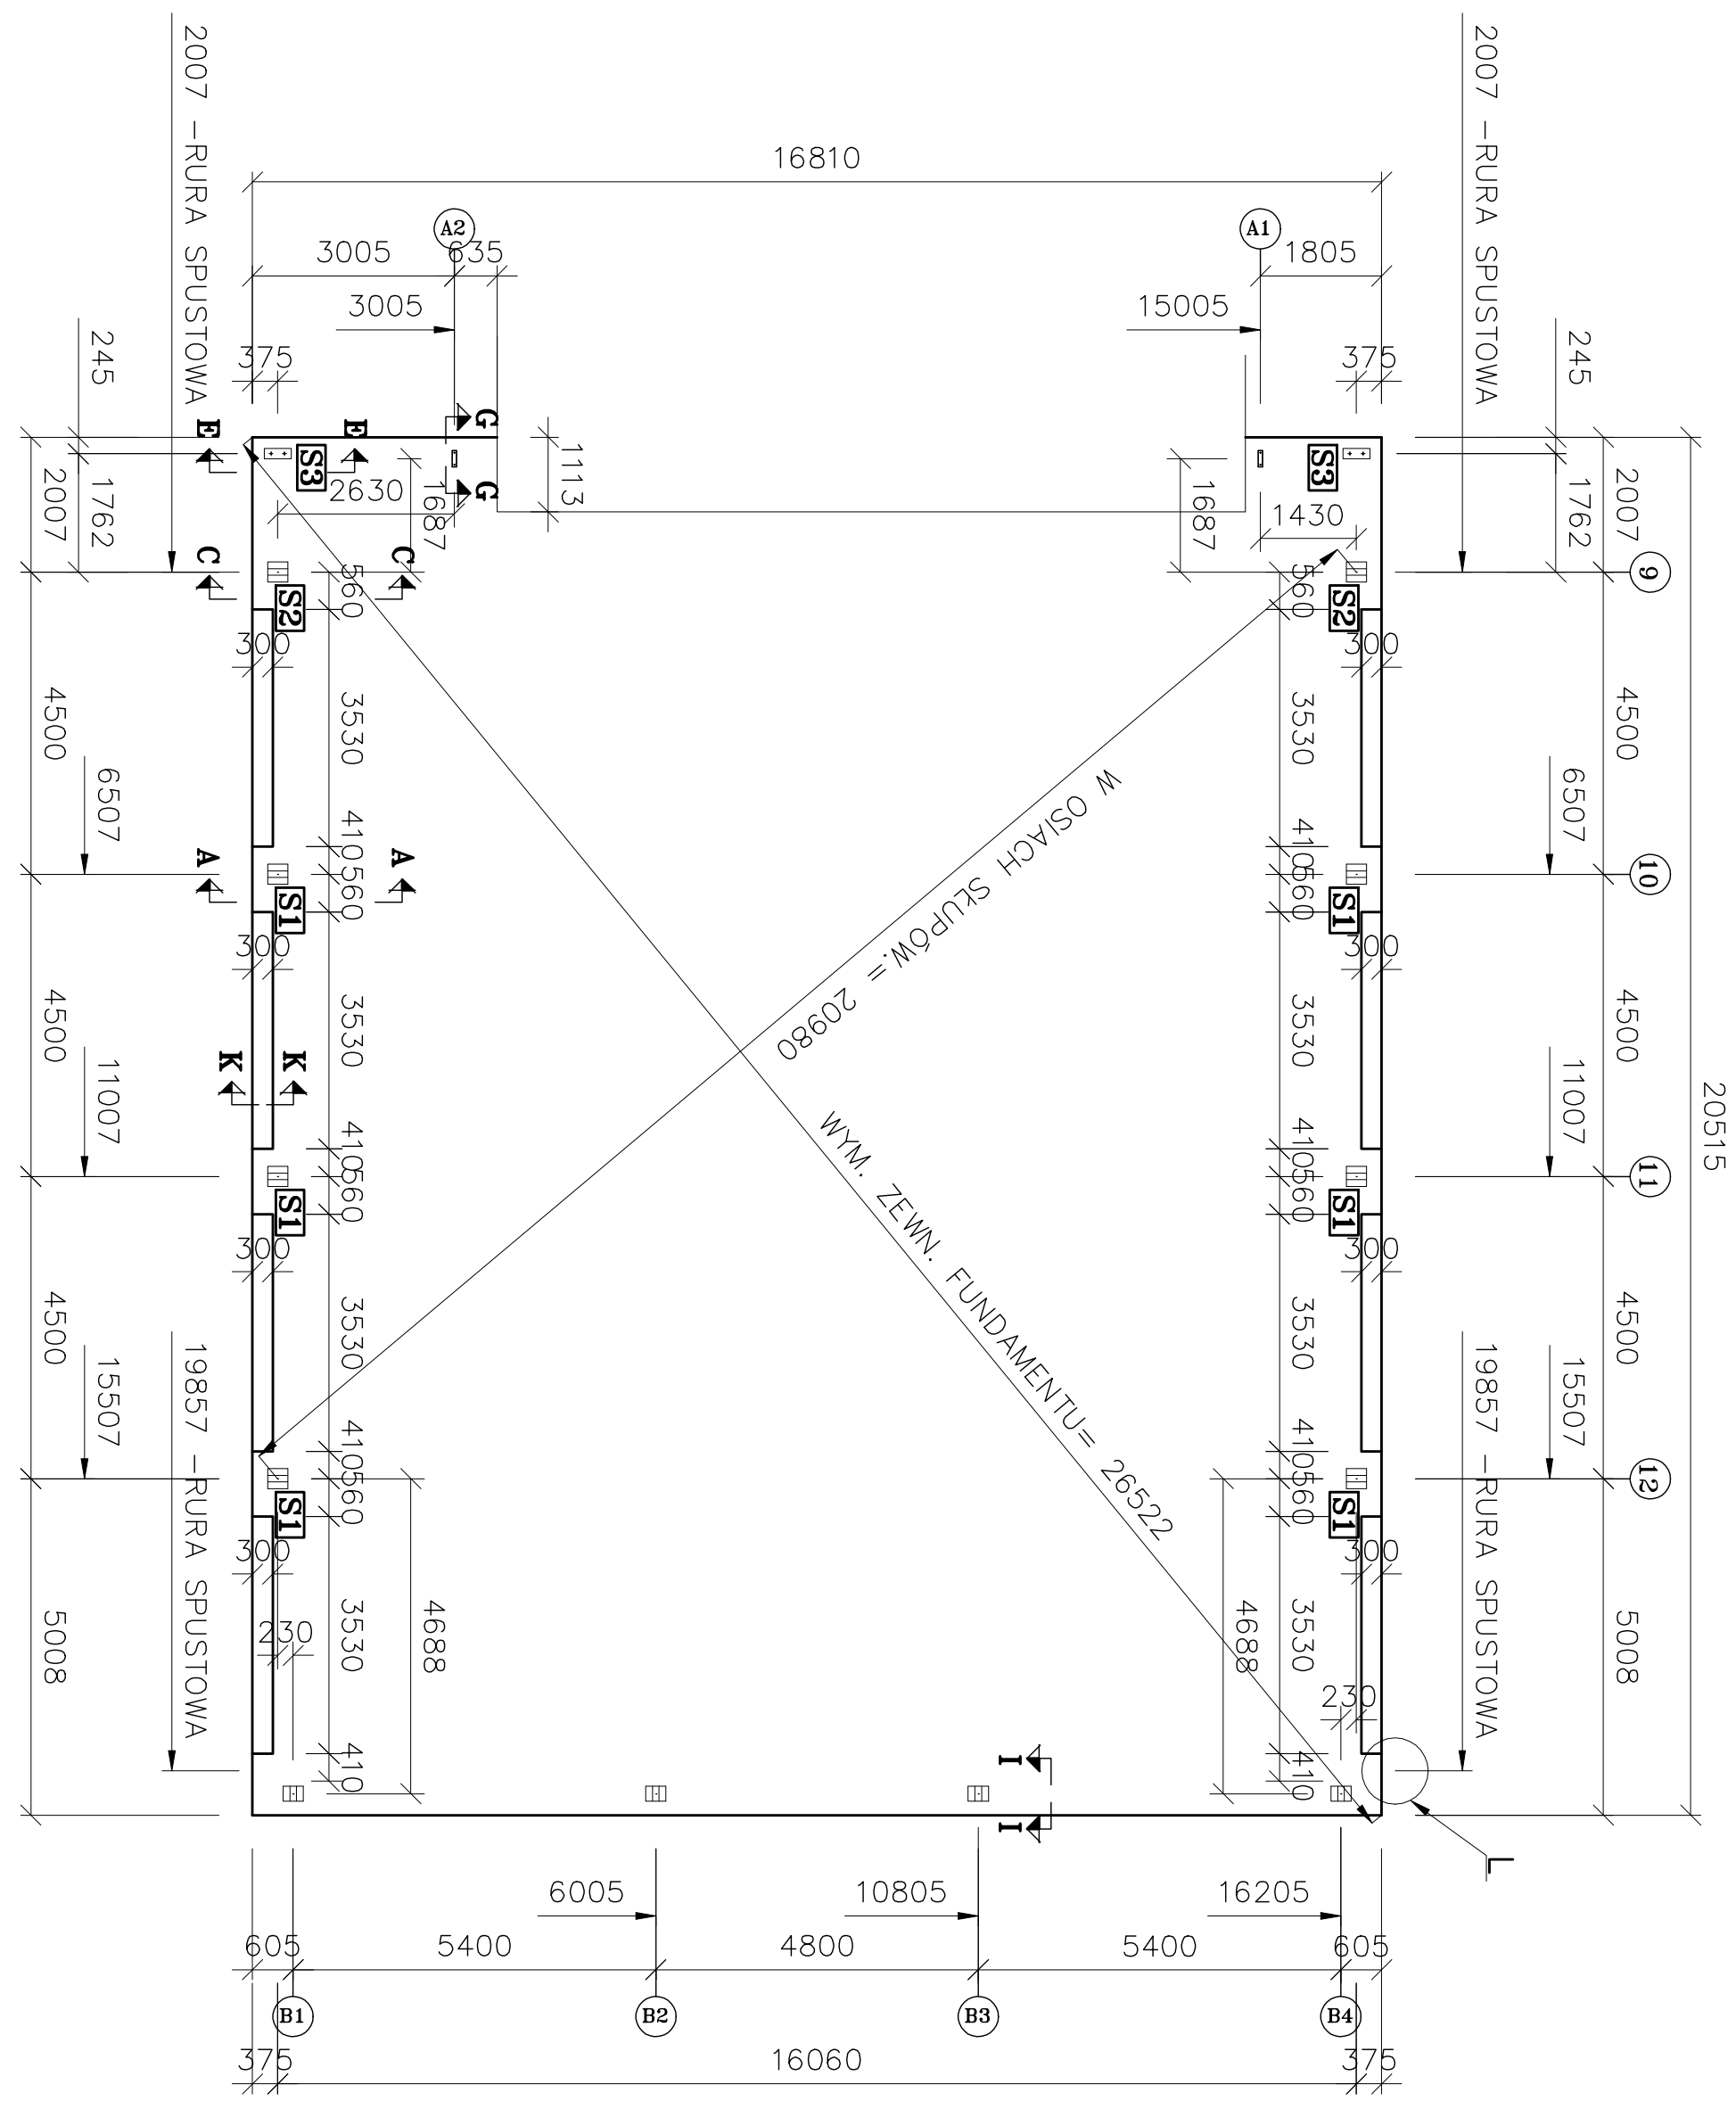 16810
A2
A1
3005
635
1805
3005
15005
375
375
2007 –RURA SPUSTOWA
2007 –RURA SPUSTOWA
245
245
1762
1762
2007
2007
E
E
G
G
S3
S3
1113
2630
1687
1687
1430
C
C
9
560
560
S2
S2
300
300
4500
3530
3530
4500
6507
6507
410
410
A
A
10
560
560
S1
S1
300
300
W OSIACH SŁUPÓW.= 20980
4500
3530
3530
4500
11007
11007
K
K
20515
410
410
11
560
560
S1
S1
300
300
WYM. ZEWN. FUNDAMENTU= 26522
4500
3530
3530
4500
15507
15507
19857 –RURA SPUSTOWA
19857 –RURA SPUSTOWA
410
410
12
560
560
S1
S1
300
300
5008
3530
4688
4688
3530
5008
230
230
410
410
I
I
L
6005
10805
16205
605
5400
4800
5400
605
B1
B2
B3
B4
375
16060
375